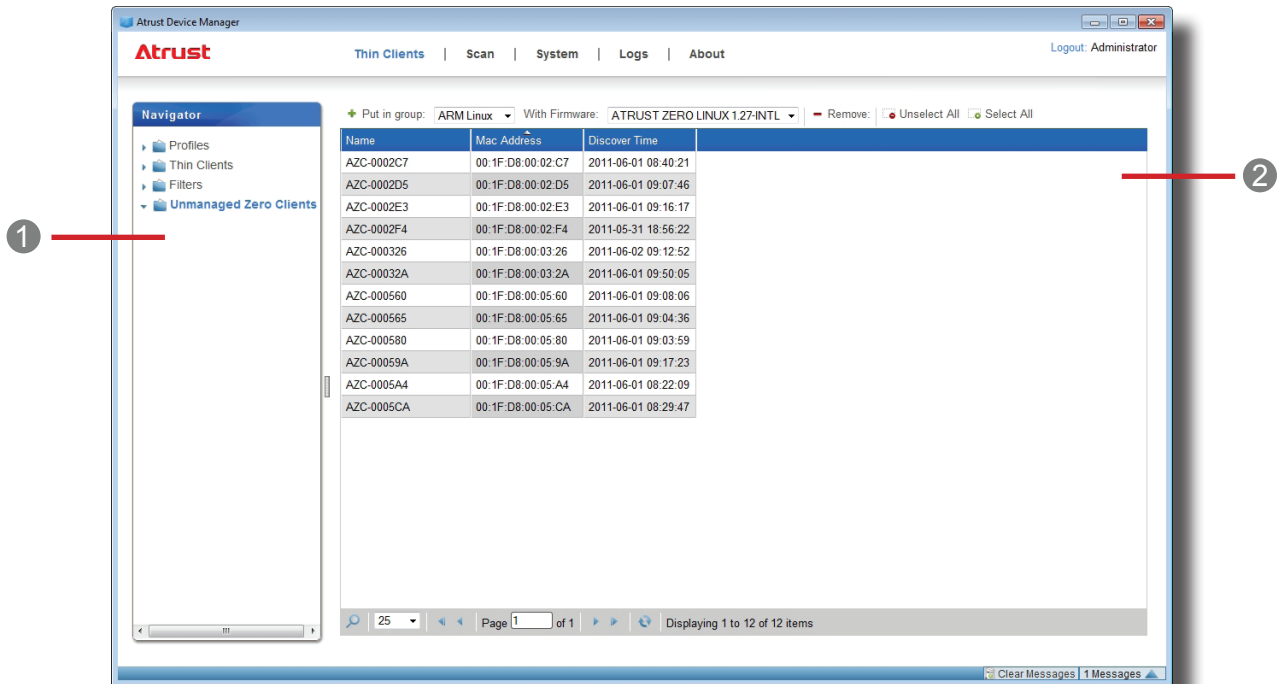 Atrust Device Manager
Atrust
Thin Clients | Scan | System | Logs | About
Logout: Administrator
Navigator
Profiles
Thin Clients
Filters
Unmanaged Zero Clients
Put in group: ARM Linux With Firmware: ATRUST ZERO LINUX 1.27-INTL Remove: Unselect All Select All
Name Mac Address Discover Time
AZC-0002C7 00:1F:D8:00:02:C7 2011-06-01 08:40:21
AZC-0002D5 00:1F:D8:00:02:D5 2011-06-01 09:07:46
AZC-0002E3 00:1F:D8:00:02:E3 2011-06-01 09:16:17
AZC-0002F4 00:1F:D8:00:02:F4 2011-05-31 18:56:22
AZC-000326 00:1F:D8:00:03:26 2011-06-02 09:12:52
AZC-00032A 00:1F:D8:00:03:2A 2011-06-01 09:50:05
AZC-000560 00:1F:D8:00:05:60 2011-06-01 09:08:06
AZC-000565 00:1F:D8:00:05:65 2011-06-01 09:04:36
AZC-000580 00:1F:D8:00:05:80 2011-06-01 09:03:59
AZC-00059A 00:1F:D8:00:05:9A 2011-06-01 09:17:23
AZC-0005A4 00:1F:D8:00:05:A4 2011-06-01 08:22:09
AZC-0005CA 00:1F:D8:00:05:CA 2011-06-01 08:29:47
1
2
25 Page 1 of 1 Displaying 1 to 12 of 12 items
Clear Messages 1 Messages